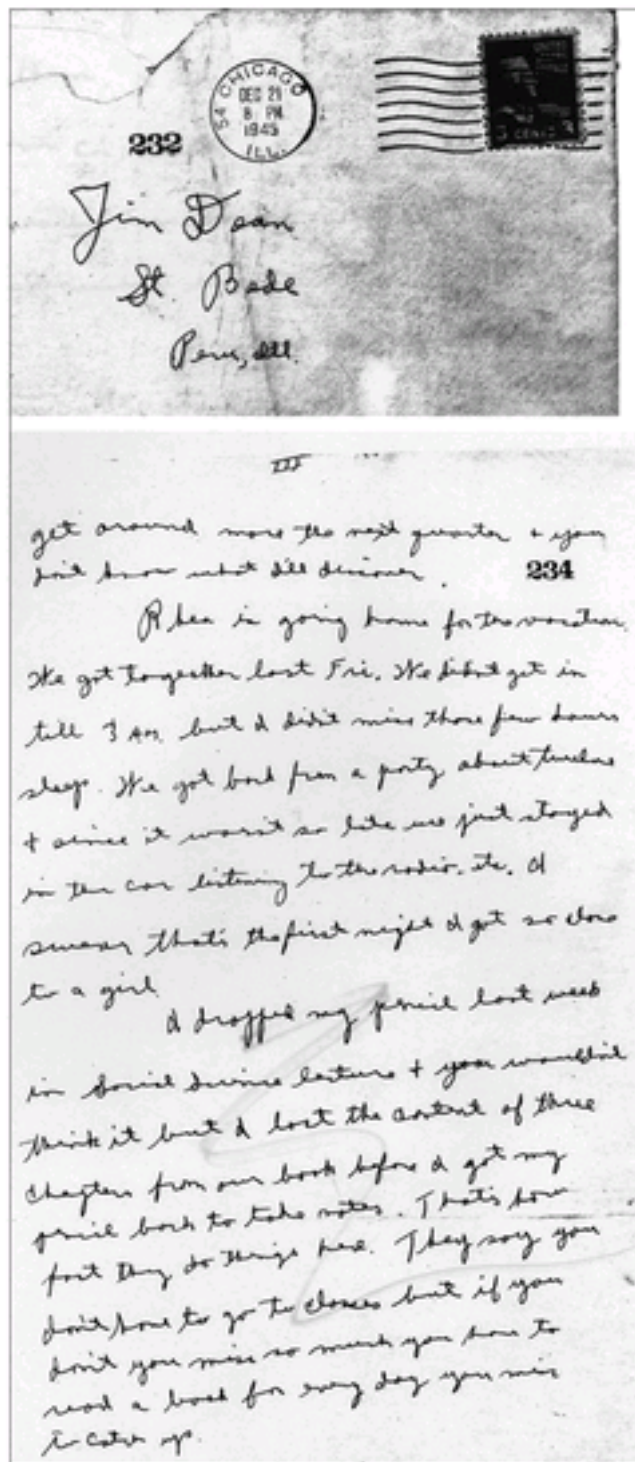 54 CHICAGO
DEC 21
8 PM
1945
ILL.
3 CENTS
232
Jim Dean
St. Bede
Peru, Ill.
III
get around more the next quarter + you
don't know what I'll discover.
234
Rhea is going home for the vacation.
We got together last Fri. We didn't get in
till 3 AM. but I didn't miss those few hours
sleep. We got back from a party about twelve
+ since it wasn't so late we just stayed
in the car listening to the radio. etc. I
swear that's the first night I got so close
to a girl.
I dropped my pencil last week
in Social Science lecture + you wouldn't
think it but I lost the content of three
chapters from our book before I got my
pencil back to take notes. That's how
fast they do things here. They say you
don't have to go to classes but if you
don't you miss so much you have to
read a book for every day you miss
to catch up.